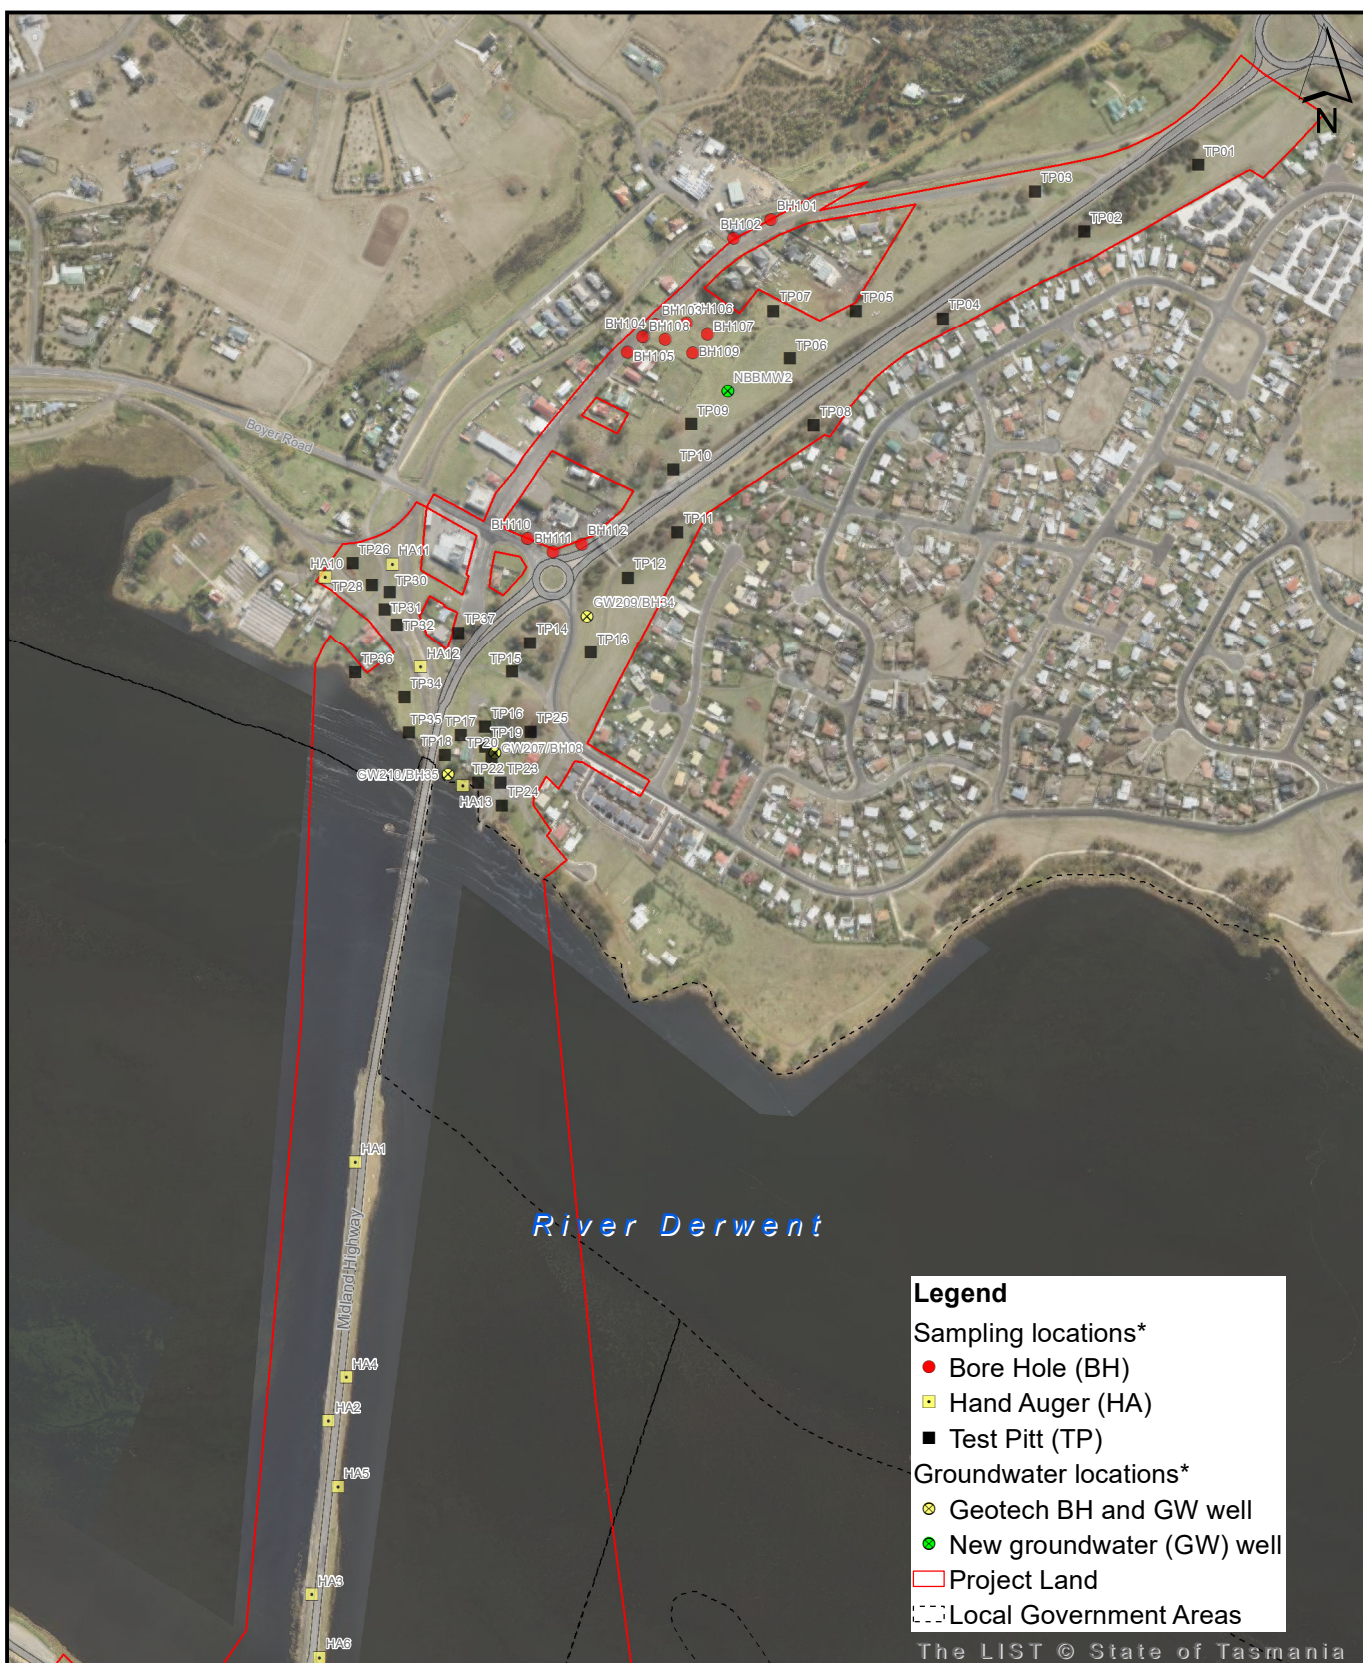 N
TP01
TP03
TP02
BH101
BH102
TP07
TP05
TP04
BH103
BH106
BH104
BH108
BH107
BH105
BH109
TP06
NBBMW2
TP09
TP08
Boyer Road
TP10
BH110
BH111
BH112
TP11
TP26
HA11
HA10
TP28
TP30
TP12
TP31
GW209/BH34
TP32
TP37
TP14
TP13
TP36
HA12
TP15
TP34
TP35
TP17
TP16
TP25
TP19
TP18
TP20
GW207/BH08
GW210/BH35
TP22
TP23
HA13
TP24
HA1
River Derwent
Midland Highway
HA4
HA2
HA5
HA3
HA6
Legend
Sampling locations*
Bore Hole (BH)
Hand Auger (HA)
Test Pitt (TP)
Groundwater locations*
Geotech BH and GW well
New groundwater (GW) well
Project Land
Local Government Areas
The LIST © State of Tasmania